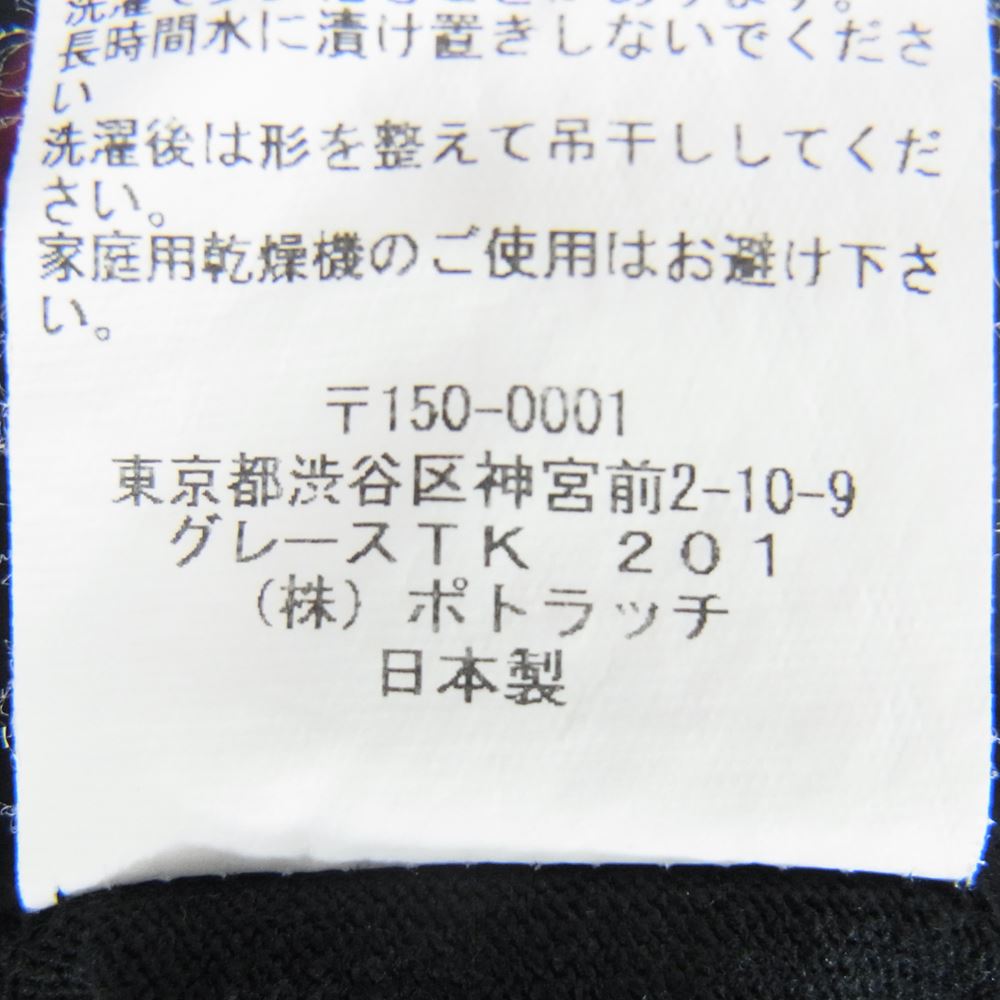 長時間水に漬け置きしないでくださ
い
洗濯後は形を整えて吊干ししてくだ
さい。
家庭用乾燥機のご使用はお避け下さ
い。
〒150-0001
東京都渋谷区神宮前2-10-9
グレースＴＫ　２０１
（株）ポトラッチ
日本製